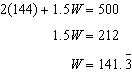 2(144) + 1.5W = 500
1.5W = 212
W = 141.3̅